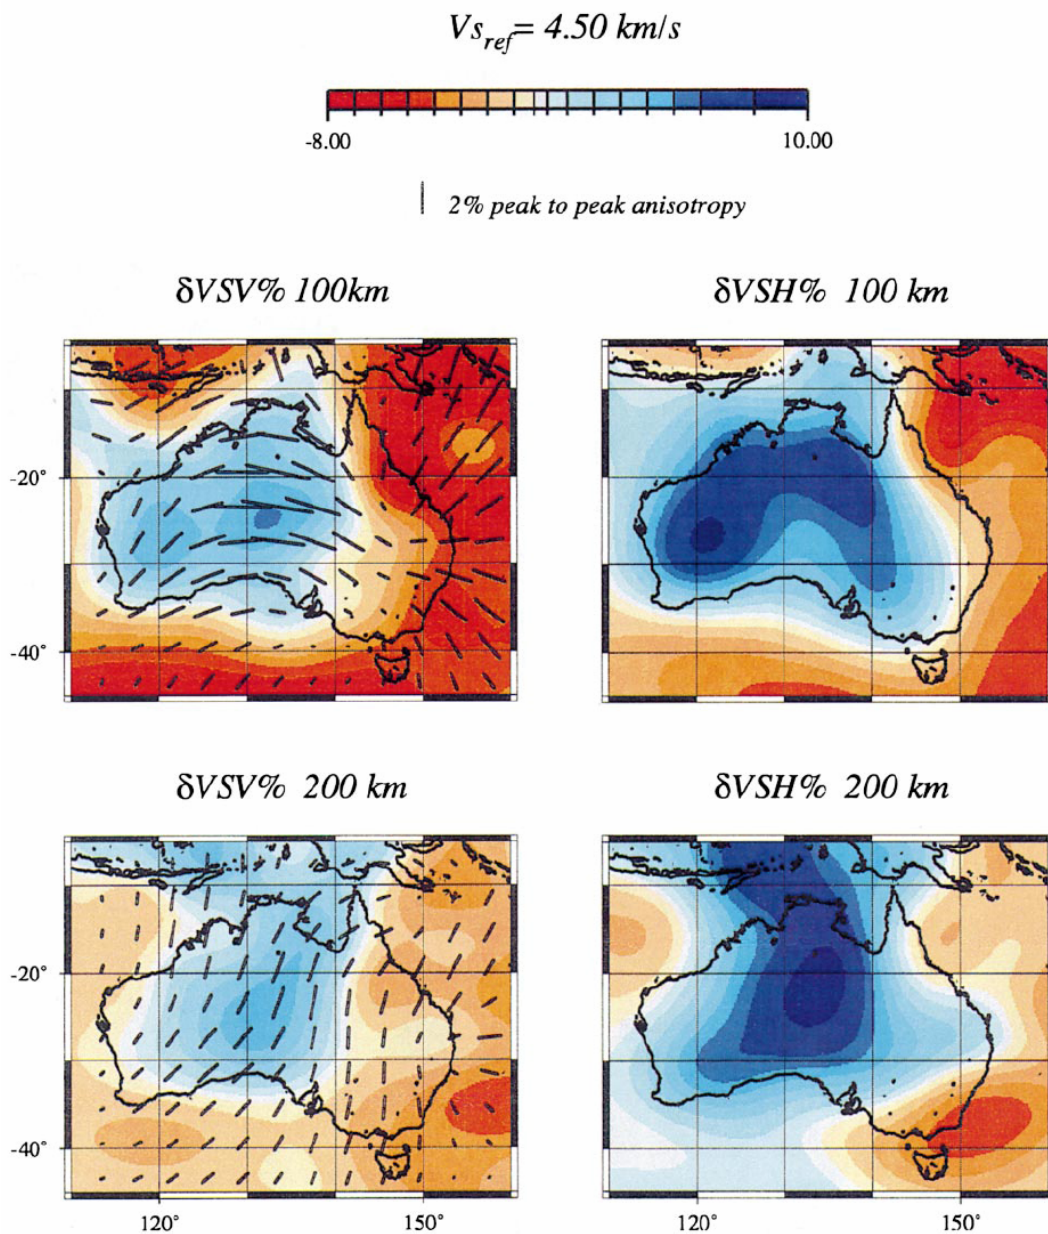 Vs_ref = 4.50 km/s
-8.00 10.00
2% peak to peak anisotropy
δVSV% 100km δVSH% 100 km
-20°
-40°
δVSV% 200 km δVSH% 200 km
-20°
-40°
120° 150° 120° 150°